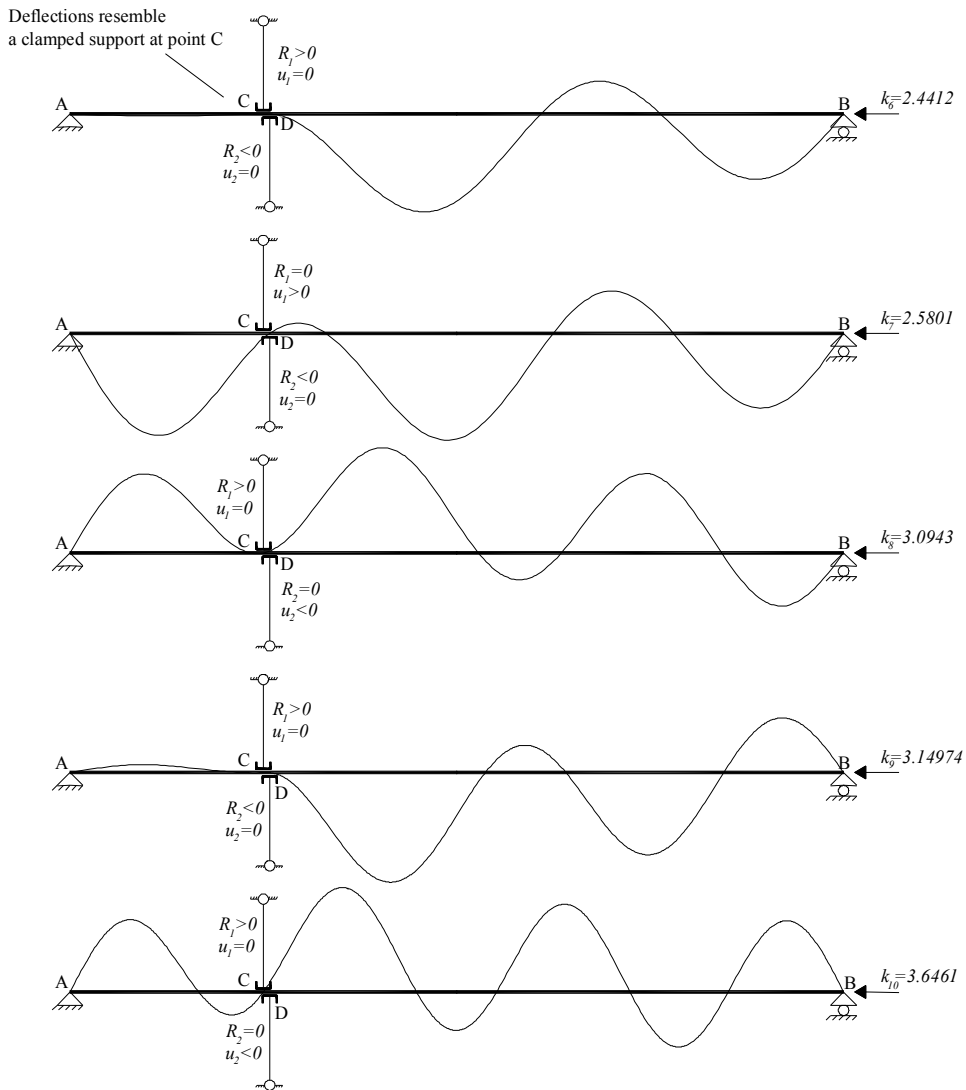 Deflections resemble
a clamped support at point C
R1>0
u1=0
A
C
D
B
k6=2.4412
R2<0
u2=0
R1=0
u1>0
A
C
D
B
k7=2.5801
R2<0
u2=0
R1>0
u1=0
A
C
D
B
k8=3.0943
R2=0
u2<0
R1>0
u1=0
A
C
D
B
k9=3.14974
R2<0
u2=0
R1>0
u1=0
A
C
D
B
k10=3.6461
R2=0
u2<0